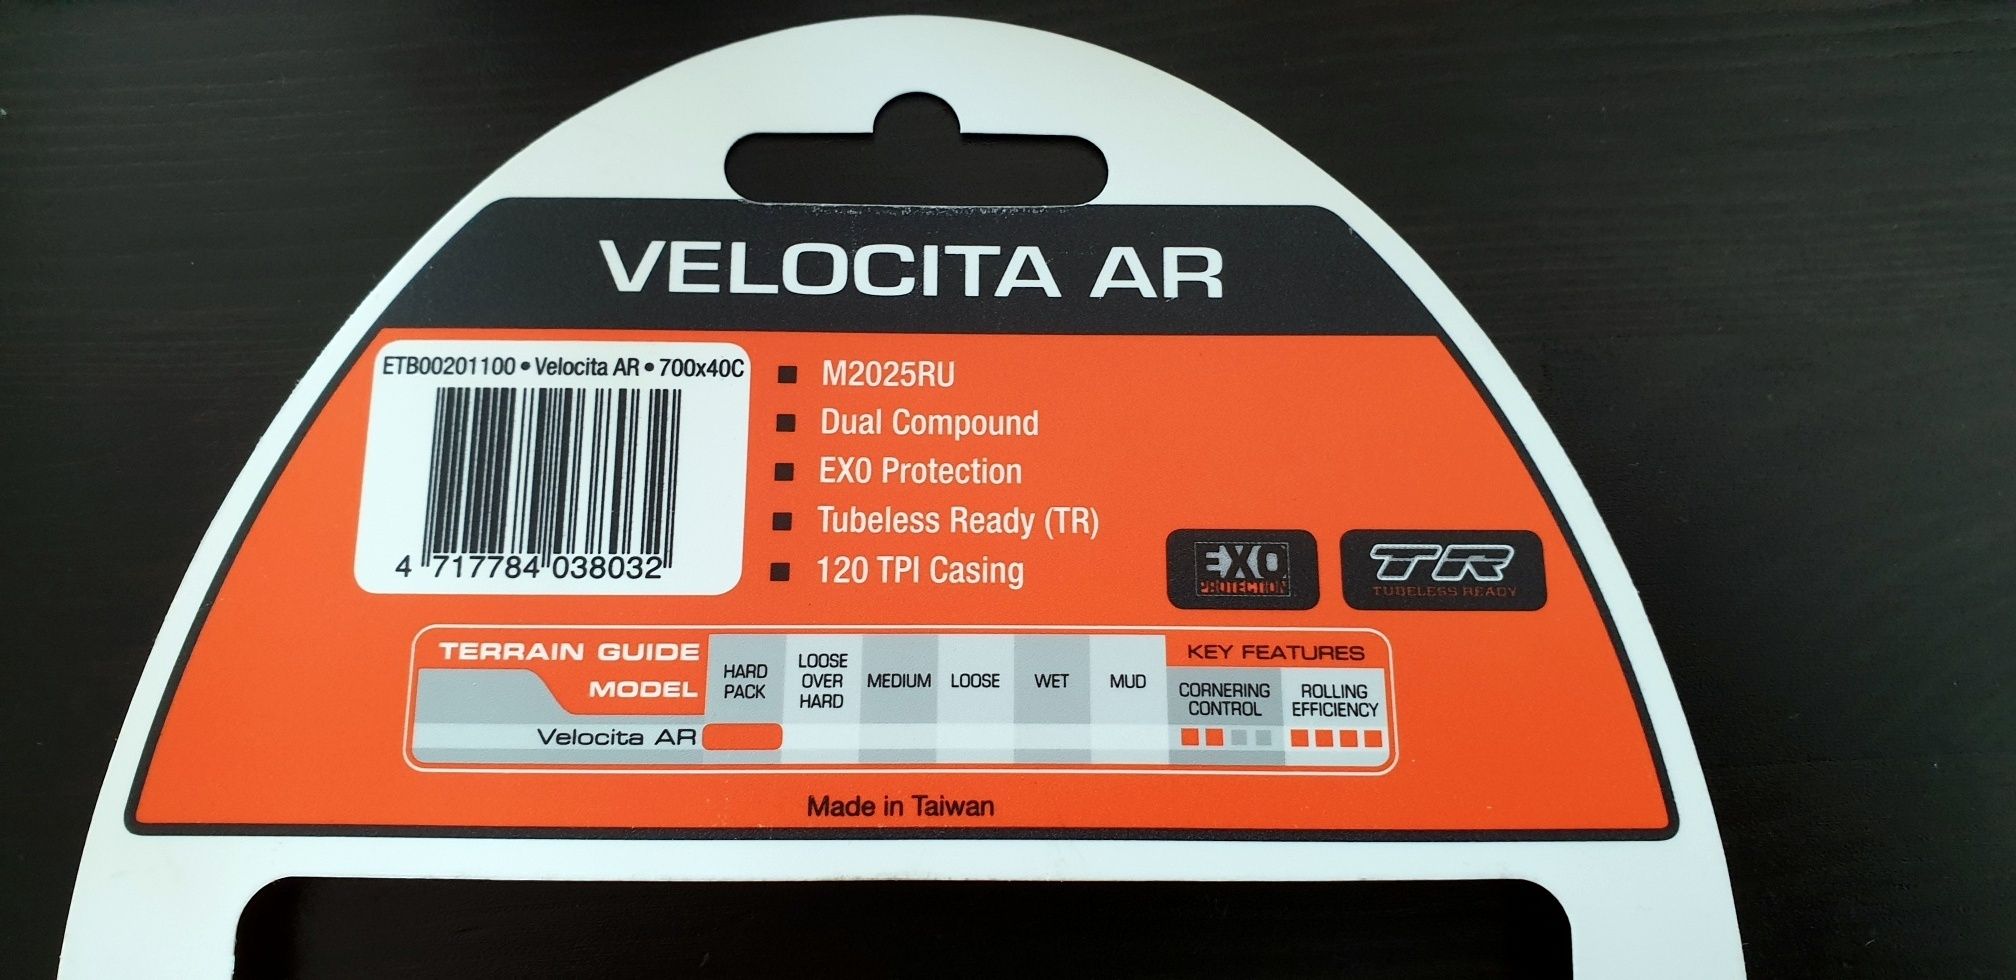 VELOCITA AR
ETB00201100 • Velocita AR • 700x40C
4 717784 038032
■ M2025RU
■ Dual Compound
■ EXO Protection
■ Tubeless Ready (TR)
■ 120 TPI Casing
EXO
PROTECTION
TR
TUBELESS READY
TERRAIN GUIDE
MODEL
HARD
PACK
LOOSE
OVER
HARD
MEDIUM
LOOSE
WET
MUD
KEY FEATURES
CORNERING
CONTROL
ROLLING
EFFICIENCY
Velocita AR
Made in Taiwan